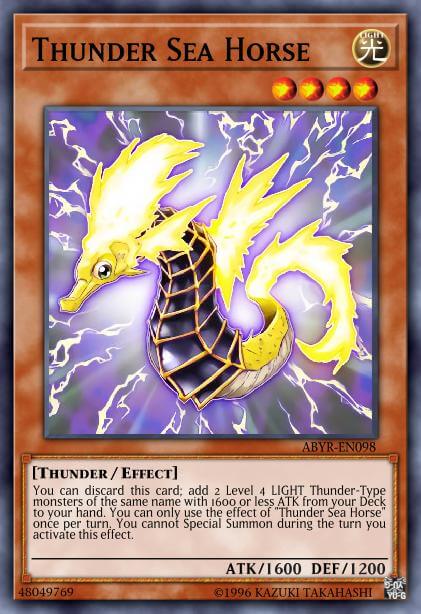 THUNDER SEA HORSE
LIGHT
光
ABYR-EN098
[THUNDER / EFFECT]
You can discard this card; add 2 Level 4 LIGHT Thunder-Type
monsters of the same name with 1600 or less ATK from your Deck
to your hand. You can only use the effect of "Thunder Sea Horse"
once per turn. You cannot Special Summon during the turn you
activate this effect.
ATK/1600 DEF/1200
48049769
©1996 KAZUKI TAKAHASHI